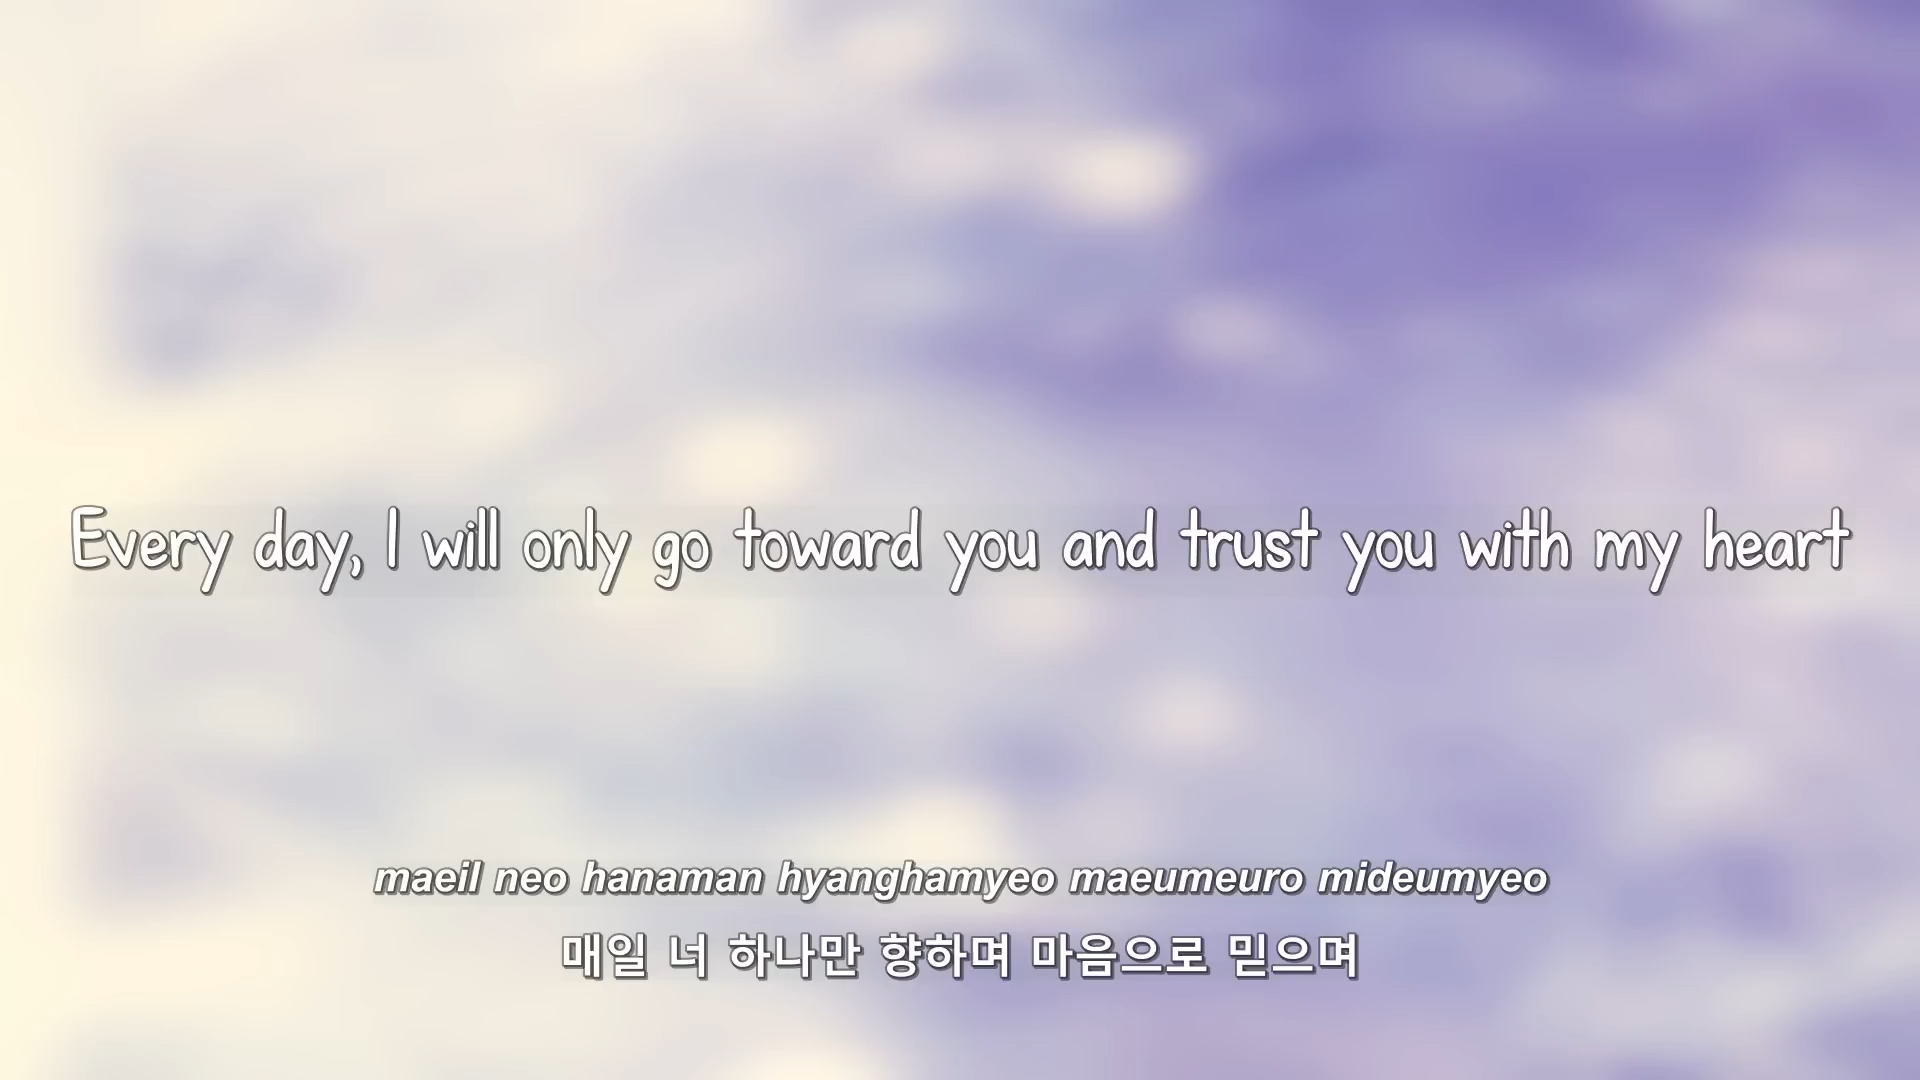 Every day, I will only go toward you and trust you with my heart
maeil neo hanaman hyanghamyeo maeumeuro mideumyeo
매일 너 하나만 향하며 마음으로 믿으며